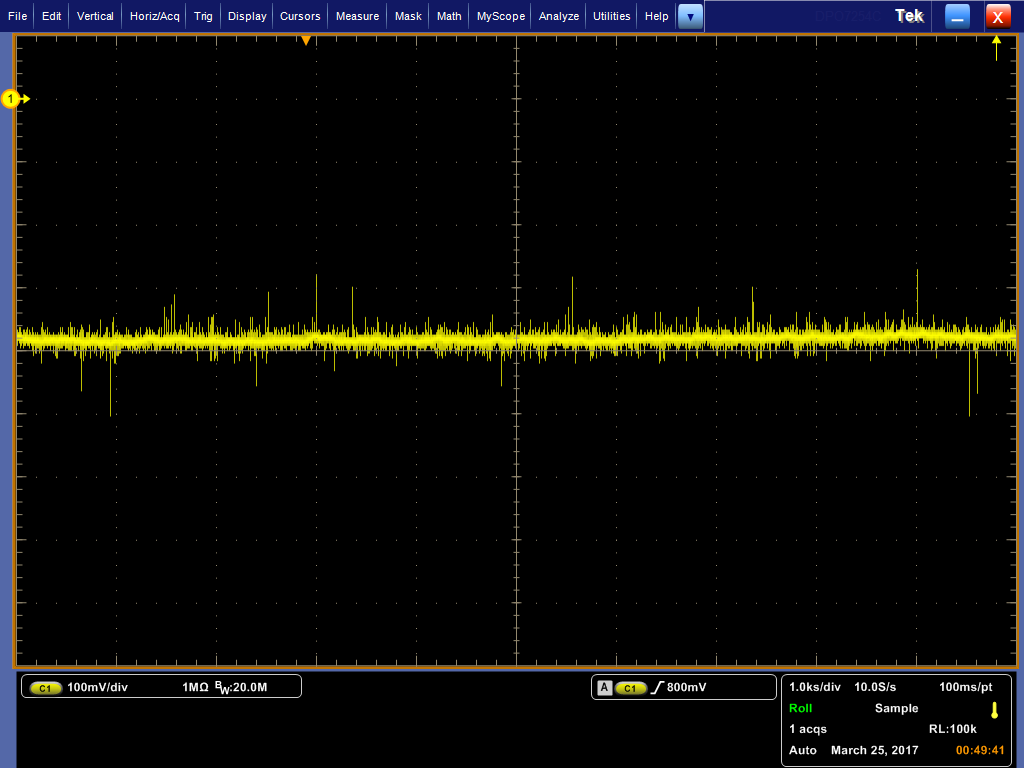 File Edit Vertical Horiz/Acq Trig Display Cursors Measure Mask Math MyScope Analyze Utilities Help Tek X
1
C1 100mV/div 1MΩ BW:20.0M
A C1 800mV
1.0ks/div 10.0S/s 100ms/pt
Roll Sample
1 acqs RL:100k
Auto March 25, 2017 00:49:41